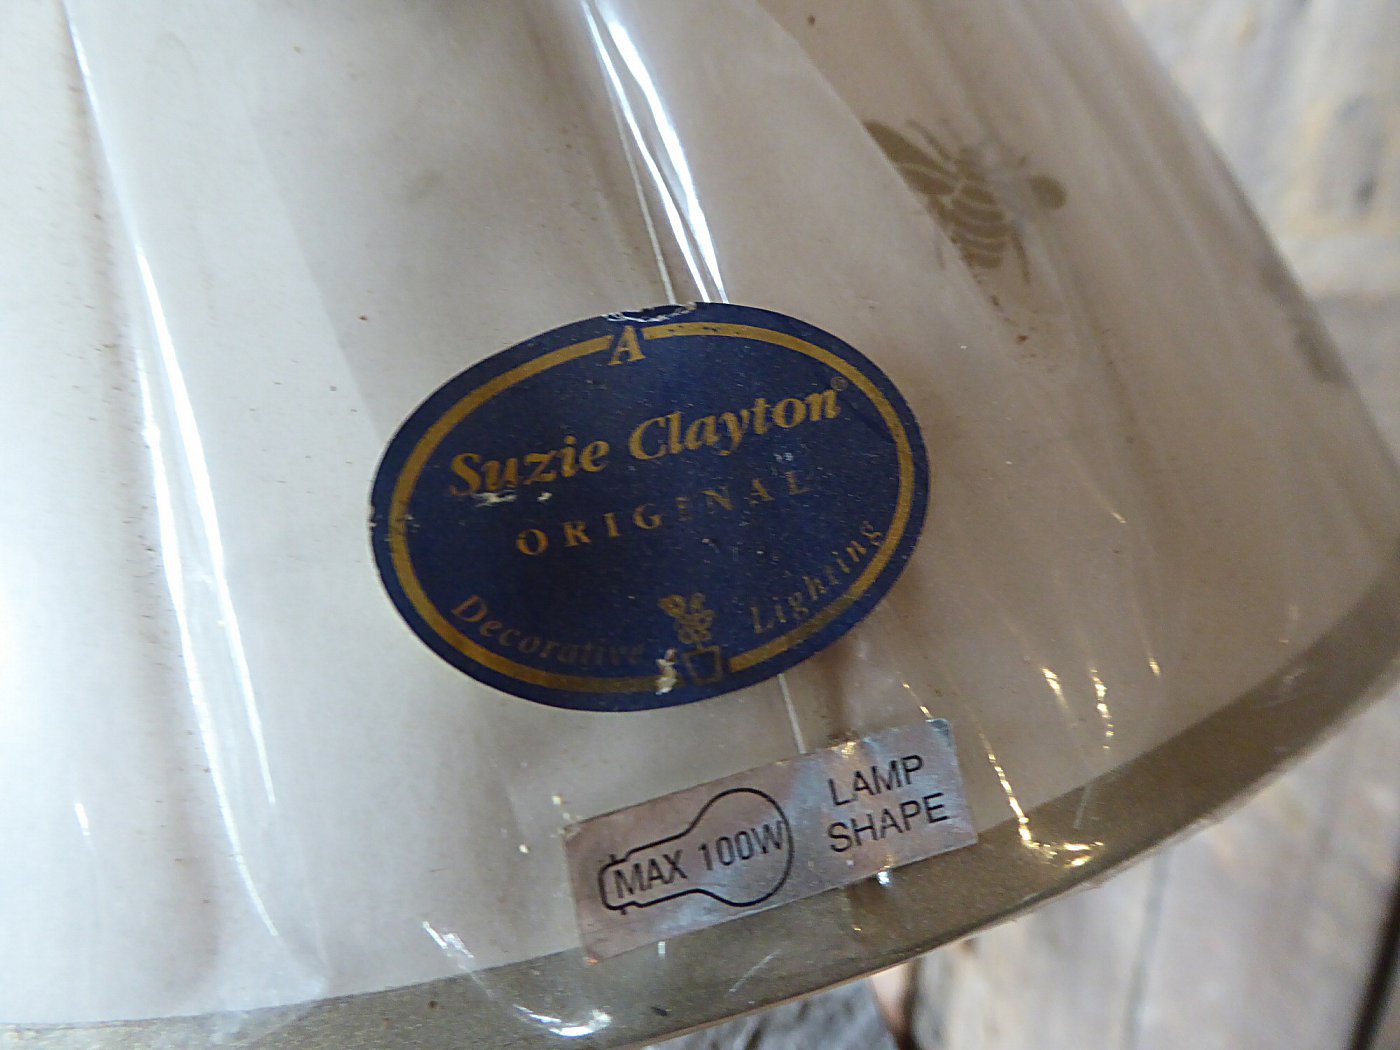 A
Suzie Clayton®
ORIGINAL
Decorative Lighting
MAX 100W
LAMP
SHAPE